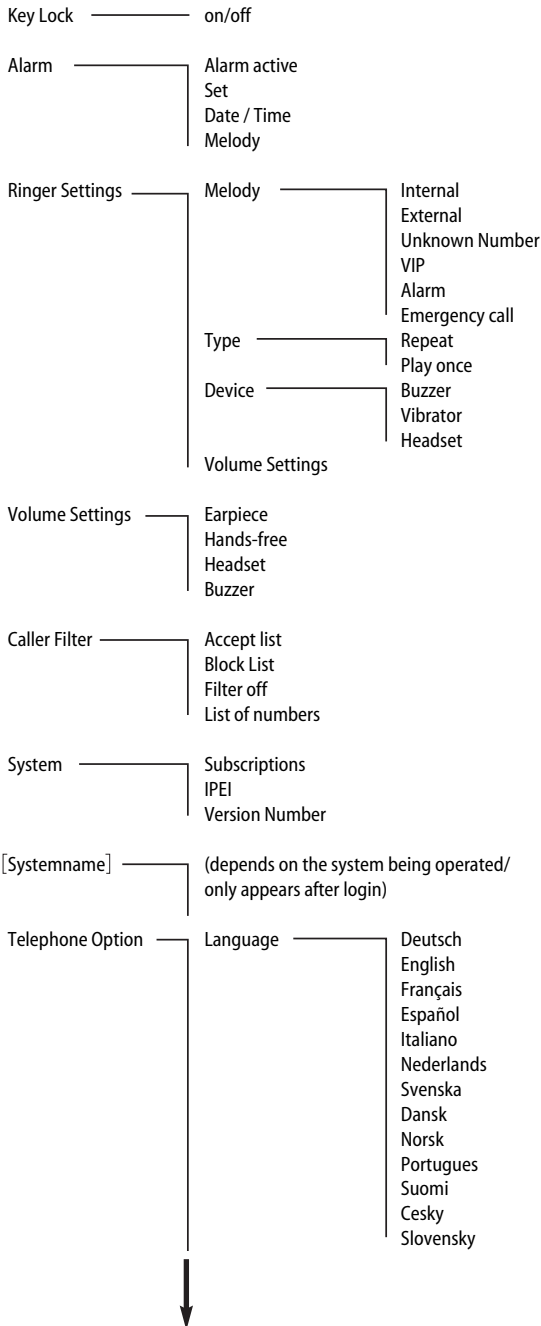 Key Lock on/off
Alarm Alarm active
Set
Date / Time
Melody
Ringer Settings Melody Internal
External
Unknown Number
VIP
Alarm
Emergency call
Type Repeat
Play once
Device Buzzer
Vibrator
Headset
Volume Settings
Volume Settings Earpiece
Hands-free
Headset
Buzzer
Caller Filter Accept list
Block List
Filter off
List of numbers
System Subscriptions
IPEI
Version Number
[Systemname] (depends on the system being operated/
only appears after login)
Telephone Option Language Deutsch
English
Français
Español
Italiano
Nederlands
Svenska
Dansk
Norsk
Portugues
Suomi
Cesky
Slovensky